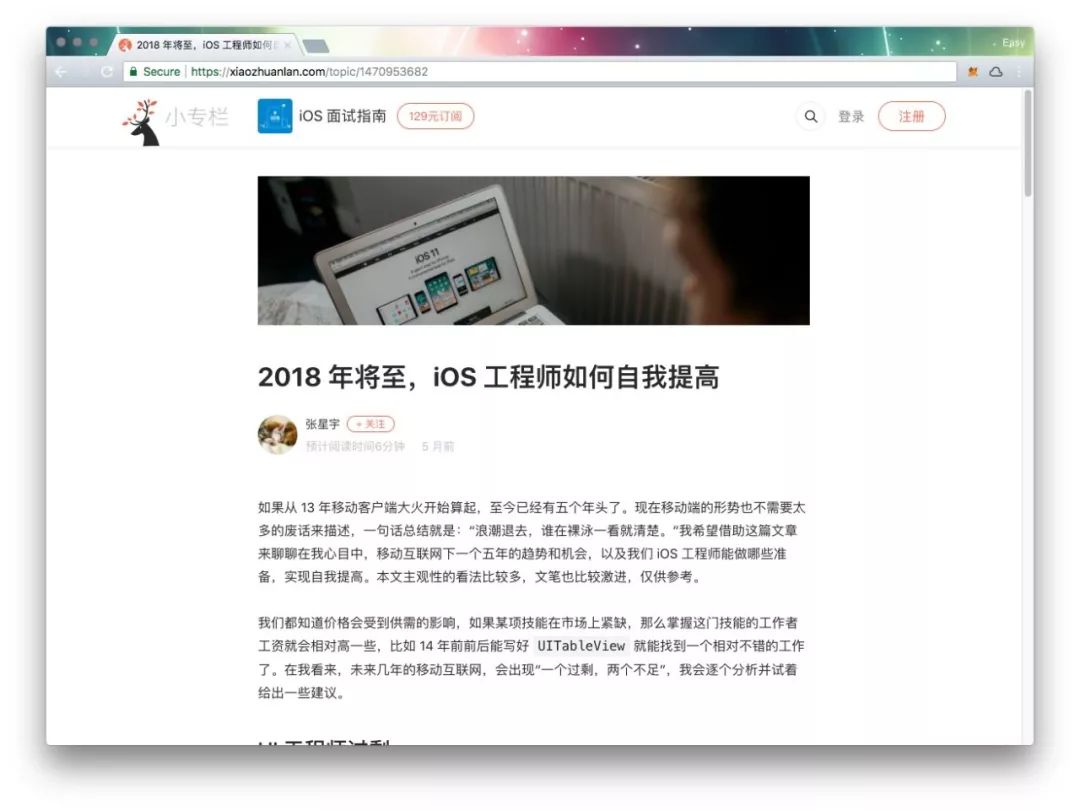 2018 年将至，iOS 工程师如何
Easy
Secure | https://xiaozhuanlan.com/topic/1470953682
小专栏
iOS 面试指南
129元订阅
登录
注册
iOS 11
2018 年将至，iOS 工程师如何自我提高
张星宇
+ 关注
预计阅读时间6分钟 5 月前
如果从 13 年移动客户端大火开始算起，至今已经有五个年头了。现在移动端的形势也不需要太
多的废话来描述，一句话总结就是：“浪潮退去，谁在裸泳一看就清楚。“我希望借助这篇文章
来聊聊在我心目中，移动互联网下一个五年的趋势和机会，以及我们 iOS 工程师能做哪些准
备，实现自我提高。本文主观性的看法比较多，文笔也比较激进，仅供参考。
我们都知道价格会受到供需的影响，如果某项技能在市场上紧缺，那么掌握这门技能的工作者
工资就会相对高一些，比如 14 年前前后能写好 UITableView 就能找到一个相对不错的工作
了。在我看来，未来几年的移动互联网，会出现“一个过剩，两个不足”，我会逐个分析并试着
给出一些建议。
UI 工程师过剩